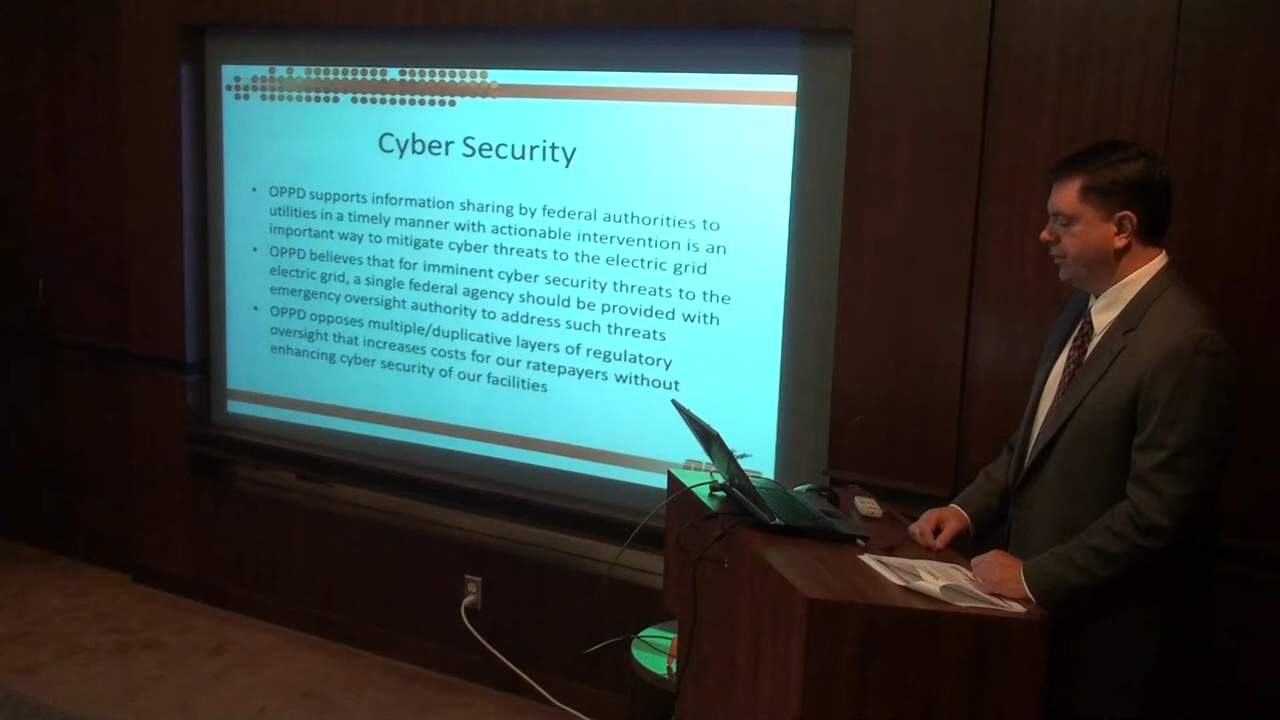 Cyber Security
• OPPD supports information sharing by federal authorities to
utilities in a timely manner with actionable intervention is an
important way to mitigate cyber threats to the electric grid
• OPPD believes that for imminent cyber security threats to the
electric grid, a single federal agency should be provided with
emergency oversight authority to address such threats
• OPPD opposes multiple/duplicative layers of regulatory
oversight that increases costs for our ratepayers without
enhancing cyber security of our facilities